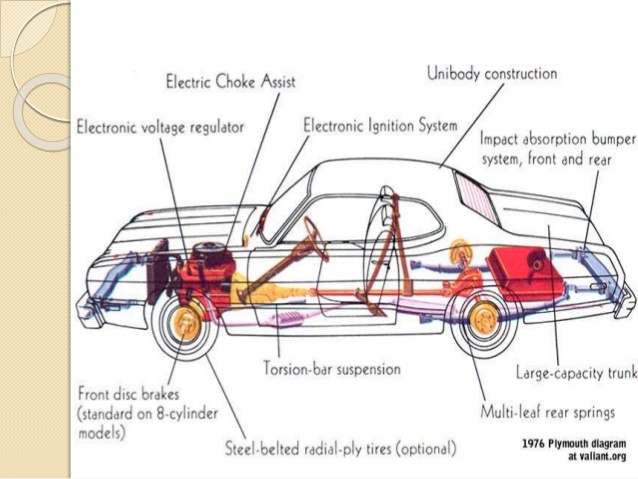 Electric Choke Assist
Unibody construction
Electronic voltage regulator
Electronic Ignition System
Impact absorption bumper
system, front and rear
Torsion-bar suspension
Large-capacity trunk
Front disc brakes
(standard on 8-cylinder
models)
Multi-leaf rear springs
Steel-belted radial-ply tires (optional)
1976 Plymouth diagram
at valiant.org